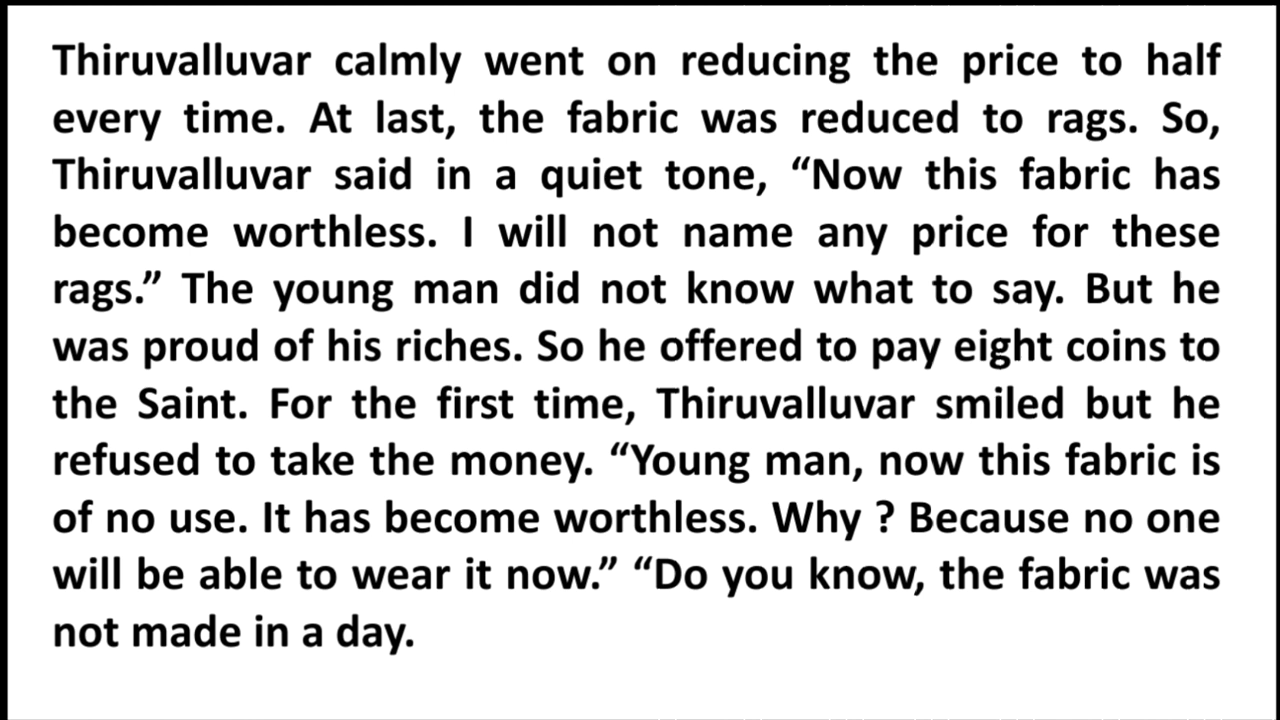 Thiruvalluvar calmly went on reducing the price to half
every time. At last, the fabric was reduced to rags. So,
Thiruvalluvar said in a quiet tone, “Now this fabric has
become worthless. I will not name any price for these
rags.” The young man did not know what to say. But he
was proud of his riches. So he offered to pay eight coins to
the Saint. For the first time, Thiruvalluvar smiled but he
refused to take the money. “Young man, now this fabric is
of no use. It has become worthless. Why ? Because no one
will be able to wear it now.” “Do you know, the fabric was
not made in a day.